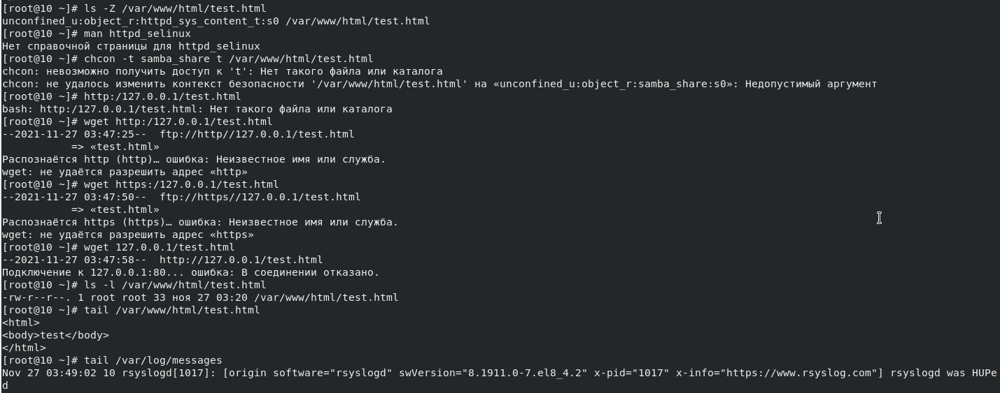 [root@10 ~]# ls -Z /var/www/html/test.html
unconfined_u:object_r:httpd_sys_content_t:s0 /var/www/html/test.html
[root@10 ~]# man httpd_selinux
Нет справочной страницы для httpd_selinux
[root@10 ~]# chcon -t samba_share t /var/www/html/test.html
chcon: невозможно получить доступ к 't': Нет такого файла или каталога
chcon: не удалось изменить контекст безопасности '/var/www/html/test.html' на «unconfined_u:object_r:samba_share:s0»: Недопустимый аргумент
[root@10 ~]# http:/127.0.0.1/test.html
bash: http:/127.0.0.1/test.html: Нет такого файла или каталога
[root@10 ~]# wget http:/127.0.0.1/test.html
--2021-11-27 03:47:25--  ftp://http//127.0.0.1/test.html
           => «test.html»
Распознаётся http (http)… ошибка: Неизвестное имя или служба.
wget: не удаётся разрешить адрес «http»
[root@10 ~]# wget https:/127.0.0.1/test.html
--2021-11-27 03:47:50--  ftp://https//127.0.0.1/test.html
           => «test.html»
Распознаётся https (https)… ошибка: Неизвестное имя или служба.
wget: не удаётся разрешить адрес «https»
[root@10 ~]# wget 127.0.0.1/test.html
--2021-11-27 03:47:58--  http://127.0.0.1/test.html
Подключение к 127.0.0.1:80... ошибка: В соединении отказано.
[root@10 ~]# ls -l /var/www/html/test.html
-rw-r--r--. 1 root root 33 ноя 27 03:20 /var/www/html/test.html
[root@10 ~]# tail /var/www/html/test.html
<html>
<body>test</body>
</html>
[root@10 ~]# tail /var/log/messages
Nov 27 03:49:02 10 rsyslogd[1017]: [origin software="rsyslogd" swVersion="8.1911.0-7.el8_4.2" x-pid="1017" x-info="https://www.rsyslog.com"] rsyslogd was HUPe
d